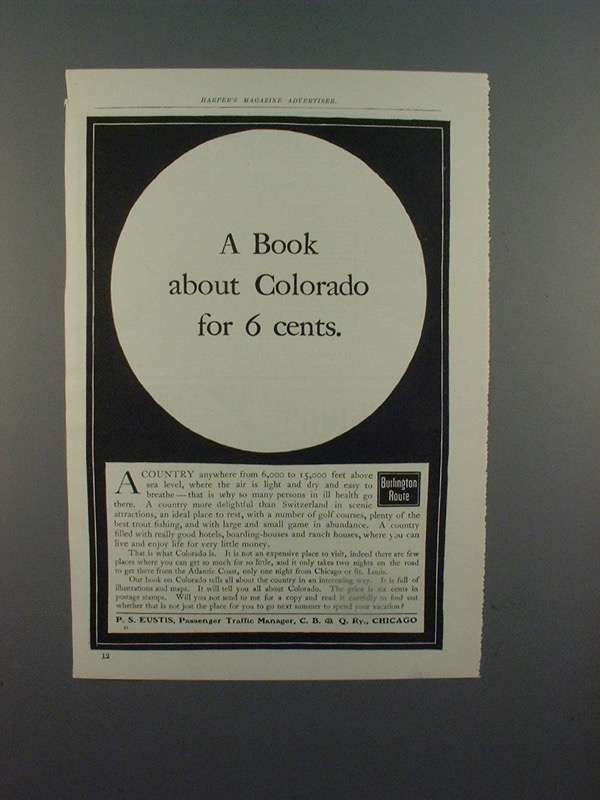 HARPER'S MAGAZINE ADVERTISER.
A Book
about Colorado
for 6 cents.
A COUNTRY anywhere from 6,000 to 15,000 feet above
sea level, where the air is light and dry and easy to
breathe—that is why so many persons in ill health go
there. A country more delightful than Switzerland in scenic
attractions, an ideal place to rest, with a number of golf courses, plenty of the
best trout fishing, and with large and small game in abundance. A country
filled with really good hotels, boarding-houses and ranch houses, where you can
live and enjoy life for very little money.
Burlington
Route
That is what Colorado is. It is not an expensive place to visit, indeed there are few
places where you can get so much for so little, and it only takes two nights on the road
to get there from the Atlantic Coast, only one night from Chicago or St. Louis.
Our book on Colorado tells all about the country in an interesting way. It is full of
illustrations and maps. It will tell you all about Colorado. The price is six cents in
postage stamps. Will you not send to me for a copy and read it carefully to find out
whether that is not just the place for you to go next summer to spend your vacation?
P. S. EUSTIS, Passenger Traffic Manager, C. B. & Q. Ry., CHICAGO
12